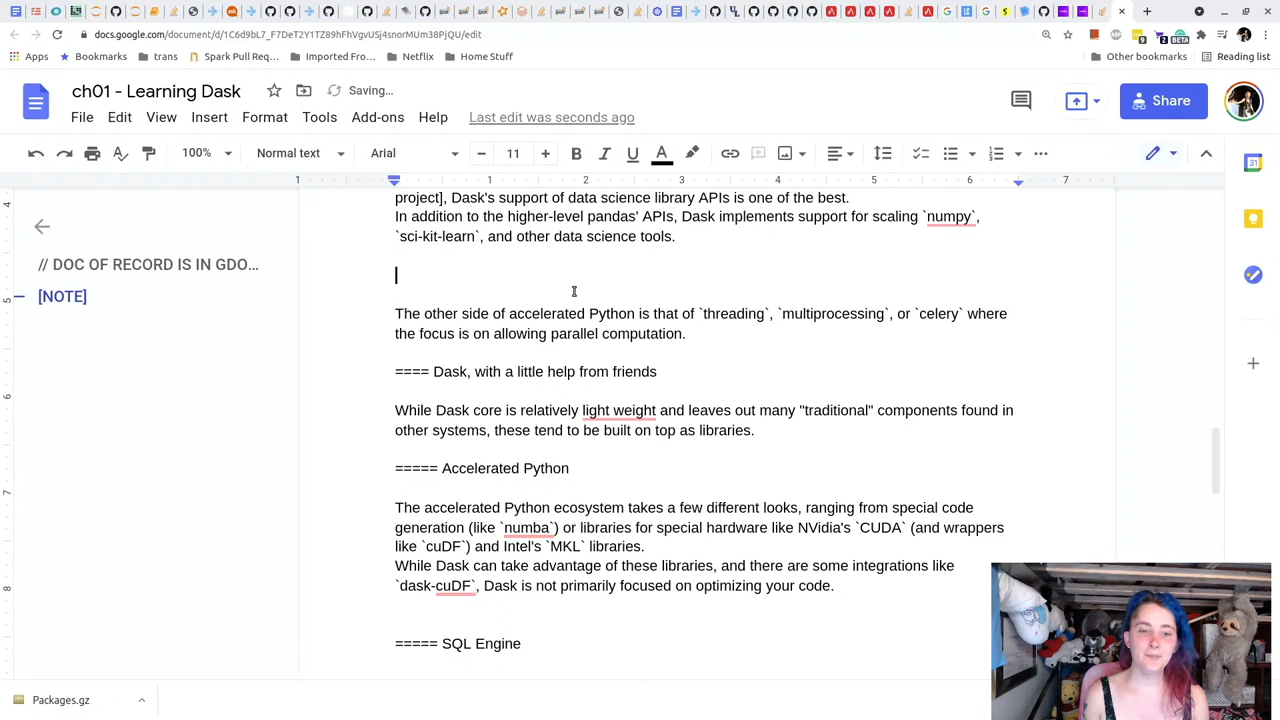 docs.google.com/document/d/1C6d9bL7_F7DeT2Y1TZ89hFhVgvUSj4snorMUm38PjQU/edit
Apps
Bookmarks
trans
Spark Pull Req...
Imported Fro...
Netflix
Home Stuff
Other bookmarks
Reading list
ch01 - Learning Dask
Saving...
Share
File Edit View Insert Format Tools Add-ons Help Last edit was seconds ago
100% Normal text Arial 11
1 1 2 3 4 5 6 7
project], Dask's support of data science library APIs is one of the best.
In addition to the higher-level pandas' APIs, Dask implements support for scaling `numpy`,
`sci-kit-learn`, and other data science tools.
// DOC OF RECORD IS IN GDO...
[NOTE]
The other side of accelerated Python is that of `threading`, `multiprocessing`, or `celery` where
the focus is on allowing parallel computation.
==== Dask, with a little help from friends
While Dask core is relatively light weight and leaves out many "traditional" components found in
other systems, these tend to be built on top as libraries.
===== Accelerated Python
The accelerated Python ecosystem takes a few different looks, ranging from special code
generation (like `numba`) or libraries for special hardware like NVidia's `CUDA` (and wrappers
like `cuDF`) and Intel's `MKL` libraries.
While Dask can take advantage of these libraries, and there are some integrations like
`dask-cuDF`, Dask is not primarily focused on optimizing your code.
===== SQL Engine
Packages.gz